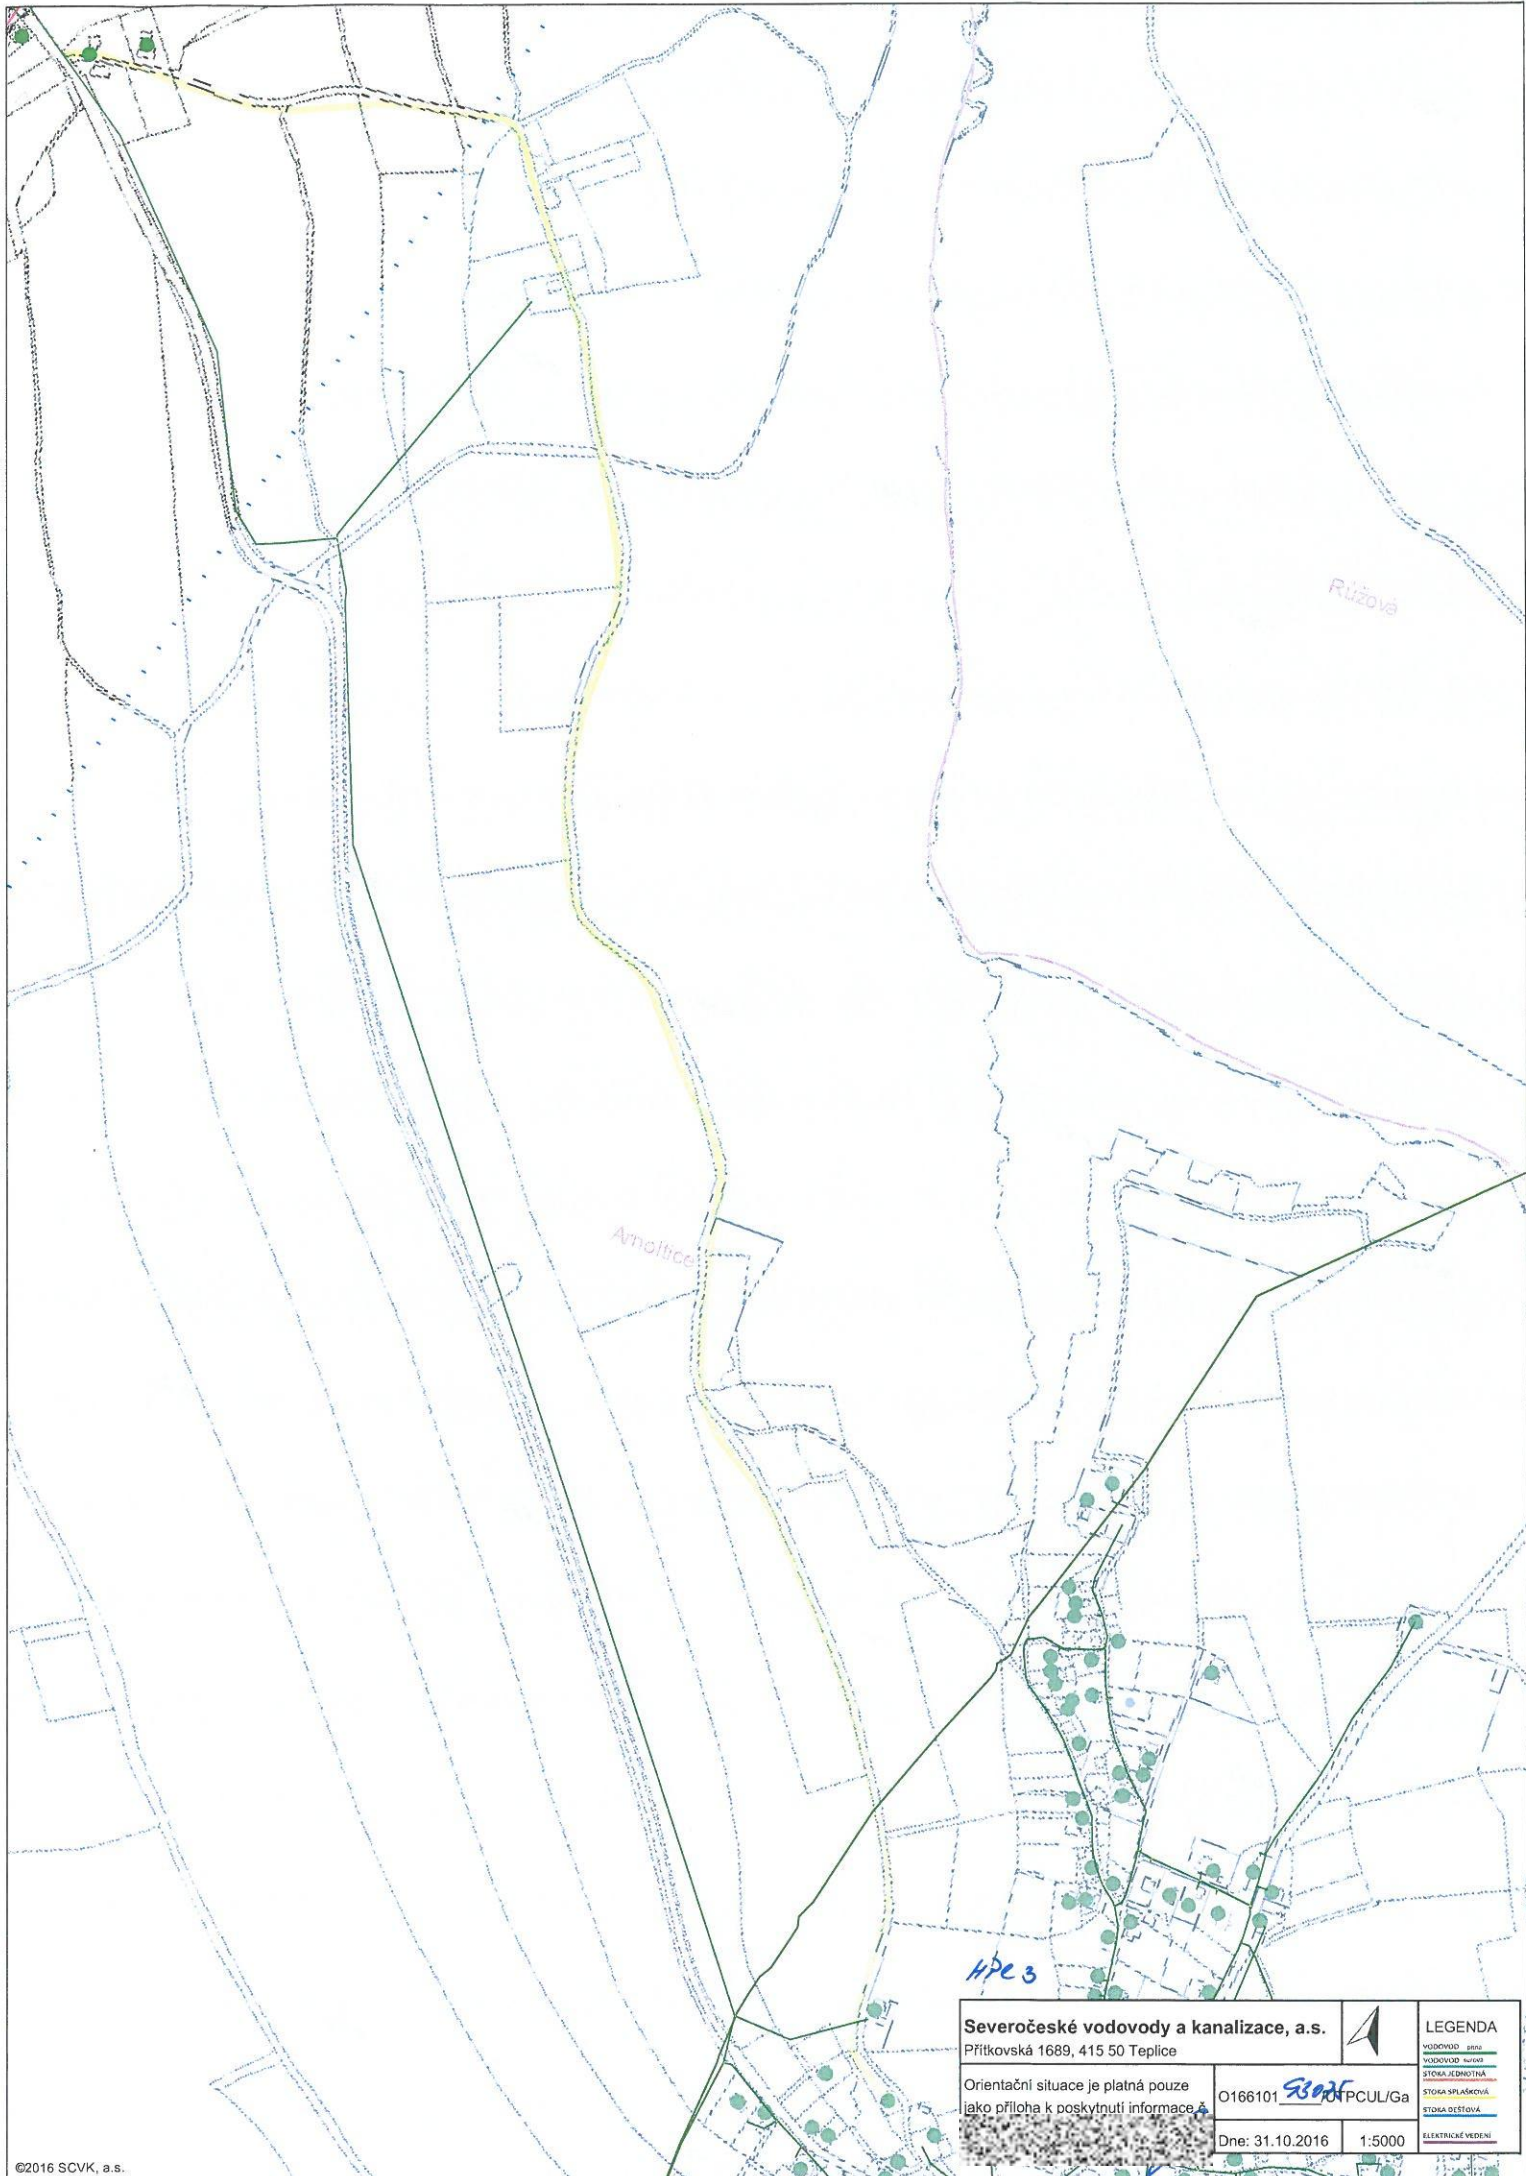 Růžová
Arnoltice
HPC 3
Severočeské vodovody a kanalizace, a.s.
Přítkovská 1689, 415 50 Teplice
Orientační situace je platná pouze
jako příloha k poskytnutí informace č
O166101 /OTPCUL/Ga
Dne: 31.10.2016
1:5000
LEGENDA
VODOVOD pitná
VODOVOD surová
STOKA JEDNOTNÁ
STOKA SPLAŠKOVÁ
STOKA DEŠŤOVÁ
ELEKTRICKÉ VEDENÍ
©2016 SCVK, a.s.